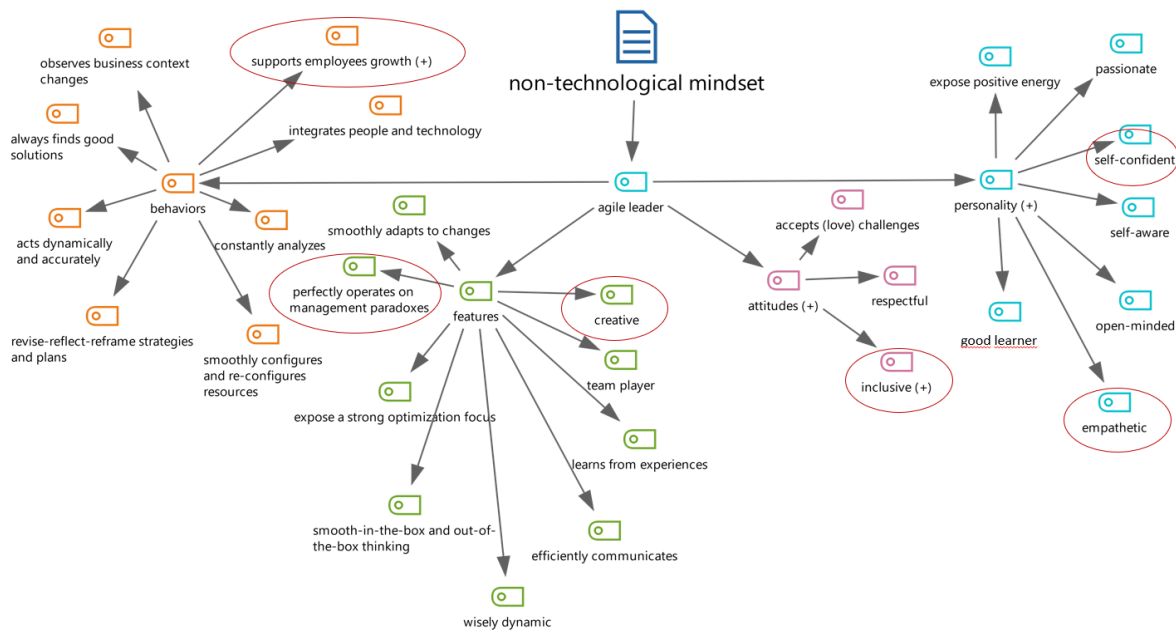 non-technological mindset
observes business context
changes
supports employees growth (+)
always finds good
solutions
integrates people and technology
behaviors
acts dynamically
and accurately
constantly analyzes
revise-reflect-reframe strategies
and plans
smoothly configures
and re-configures
resources
agile leader
smoothly adapts to changes
perfectly operates on
management paradoxes
features
creative
team player
expose a strong optimization focus
learns from experiences
smooth-in-the-box and out-of-
the-box thinking
efficiently communicates
wisely dynamic
accepts (love) challenges
attitudes (+)
respectful
inclusive (+)
expose positive energy
passionate
self-confident
personality (+)
self-aware
good learner
open-minded
empathetic